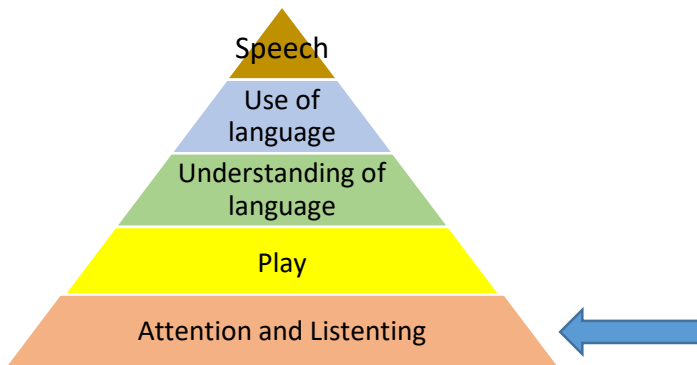 Speech
Use of
language
Understanding of
language
Play
Attention and Listenting